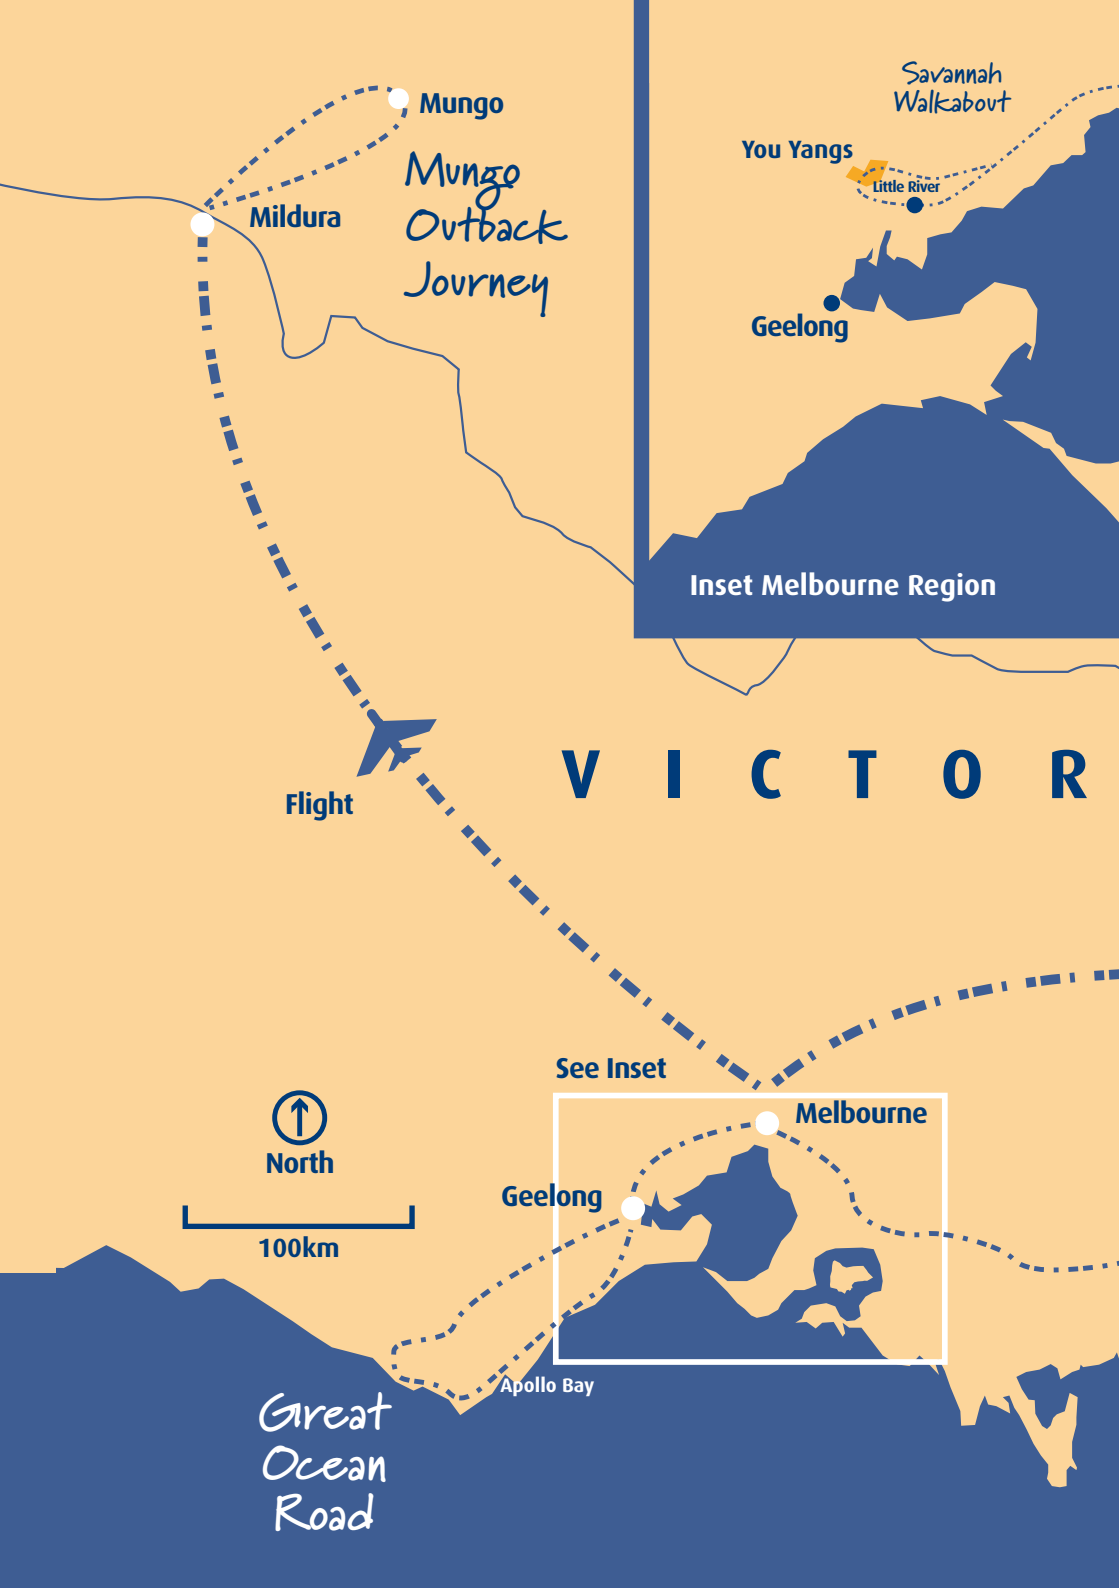 Mungo
Mungo
Outback
Journey
Mildura
Savannah
Walkabout
You Yangs
Little River
Geelong
Inset Melbourne Region
Flight
V I C T O R
See Inset
Melbourne
North
Geelong
100km
Apollo Bay
Great
Ocean
Road